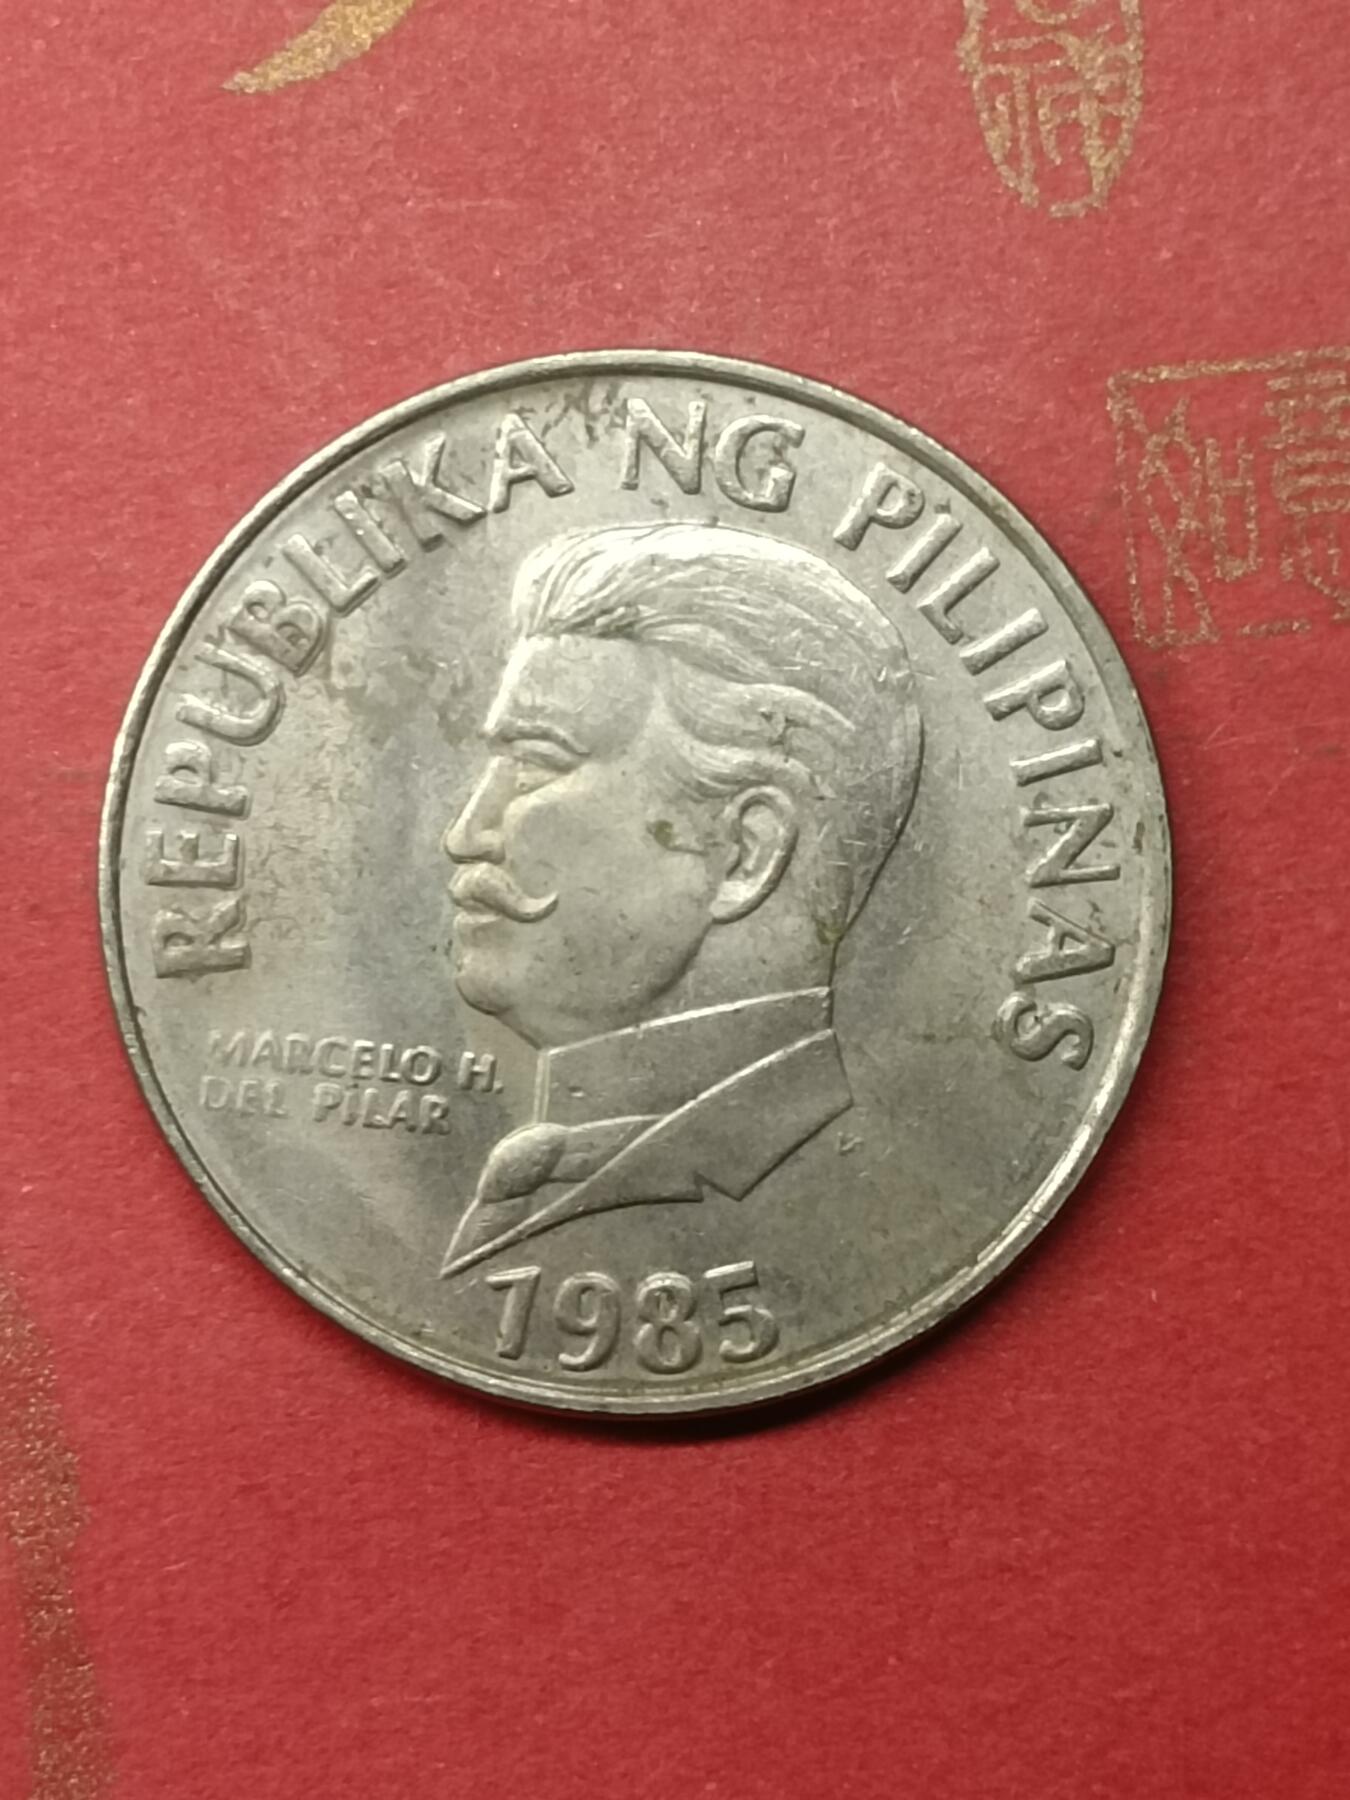 REPUBLIKA NG PILIPINAS
MARCELO H.
DEL PILAR
1985